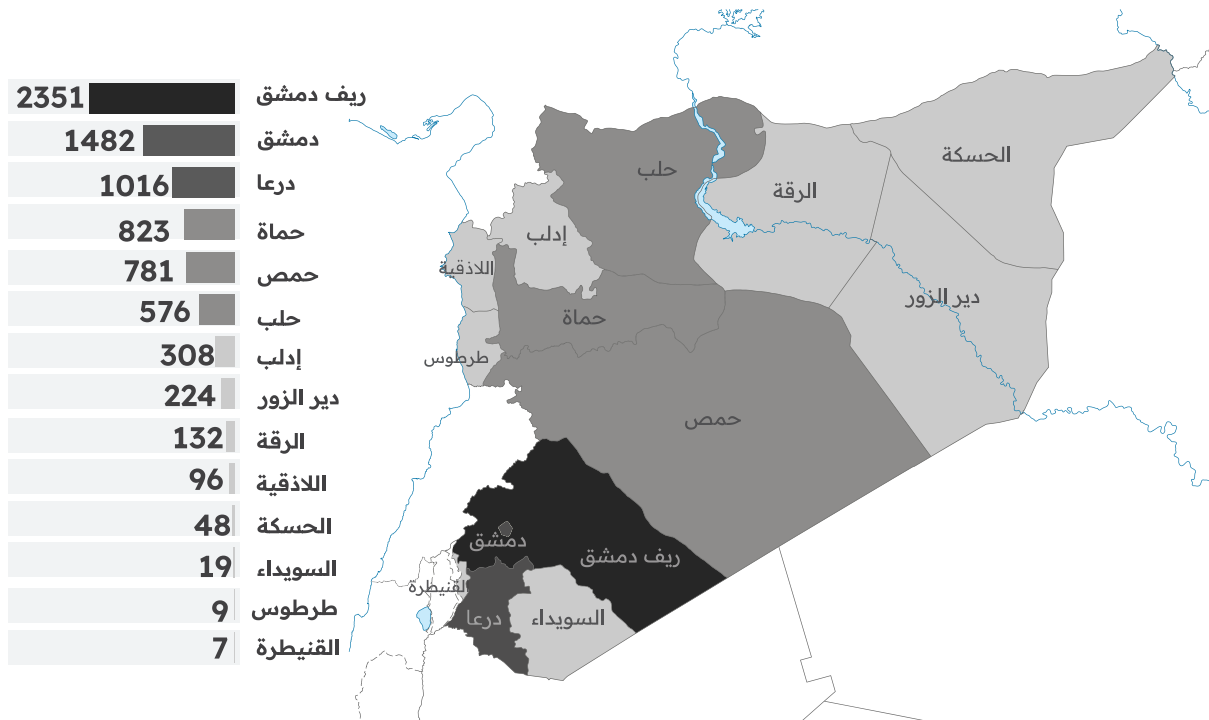 ريف دمشق 2351
دمشق 1482
درعا 1016
حماة 823
حمص 781
حلب 576
إدلب 308
دير الزور 224
الرقة 132
اللاذقية 96
الحسكة 48
السويداء 19
طرطوس 9
القنيطرة 7
الحسكة
حلب
الرقة
إدلب
اللاذقية
دير الزور
حماة
طرطوس
حمص
دمشق
ريف دمشق
القنيطرة
درعا
السويداء